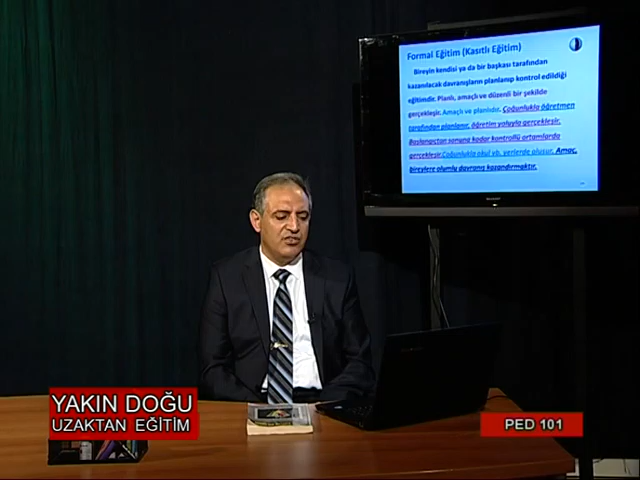 Formal Eğitim (Kasıtlı Eğitim)
Bireyin kendisi ya da bir başkası tarafından
kazanılacak davranışların planlanıp kontrol edildiği
eğitimdir. Planlı, amaçlı ve düzenli bir şekilde
gerçekleşir. Amaçlı ve planlıdır. Çoğunlukla öğretmen
tarafından planlanır, öğretim yoluyla gerçekleşir.
Başlangıçtan sonuna kadar kontrollü ortamlarda
gerçekleşir.Çoğunlukla okul vb. yerlerde oluşur. Amaç,
bireylere olumlu davranış kazandırmaktır.
YAKIN DOĞU
UZAKTAN EĞİTİM
PED 101